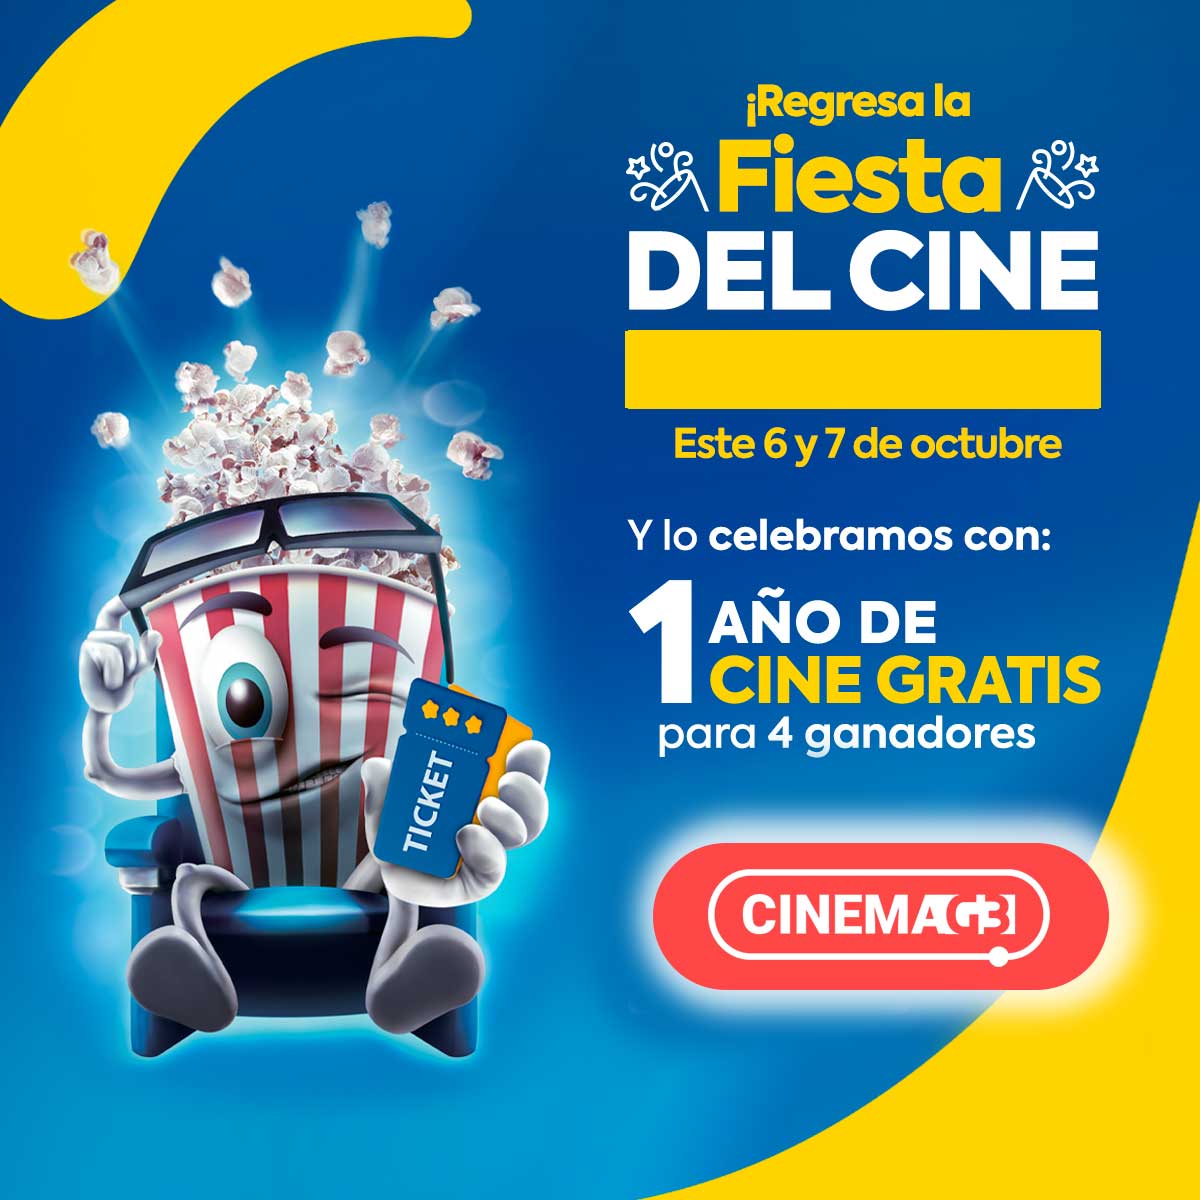 ¡Regresa la
Fiesta
DEL CINE
Este 6 y 7 de octubre
Y lo celebramos con:
1 AÑO DE
CINE GRATIS
para 4 ganadores
TICKET
CINEMAG3